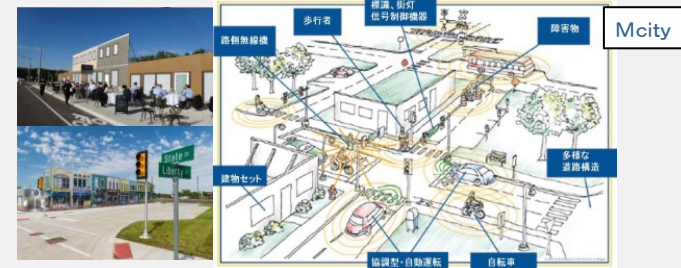 標識、街灯
信号制御機器
歩行者
路側無線機
障害物
Mcity
State St
Liberty
多様な
道路構造
建物セット
協調型・自動運転
自転車